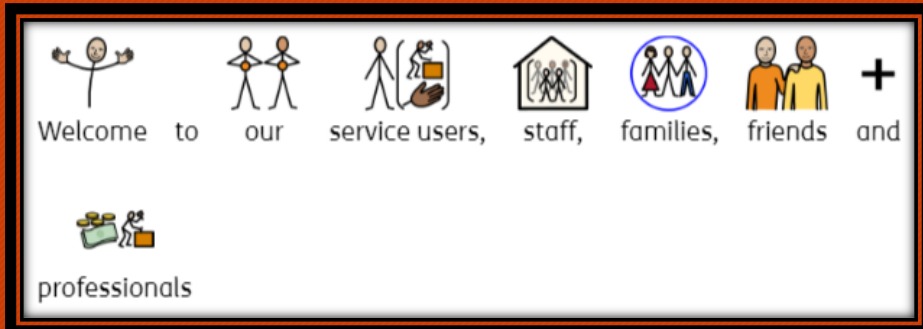 Welcome to our service users, staff, families, friends and
professionals